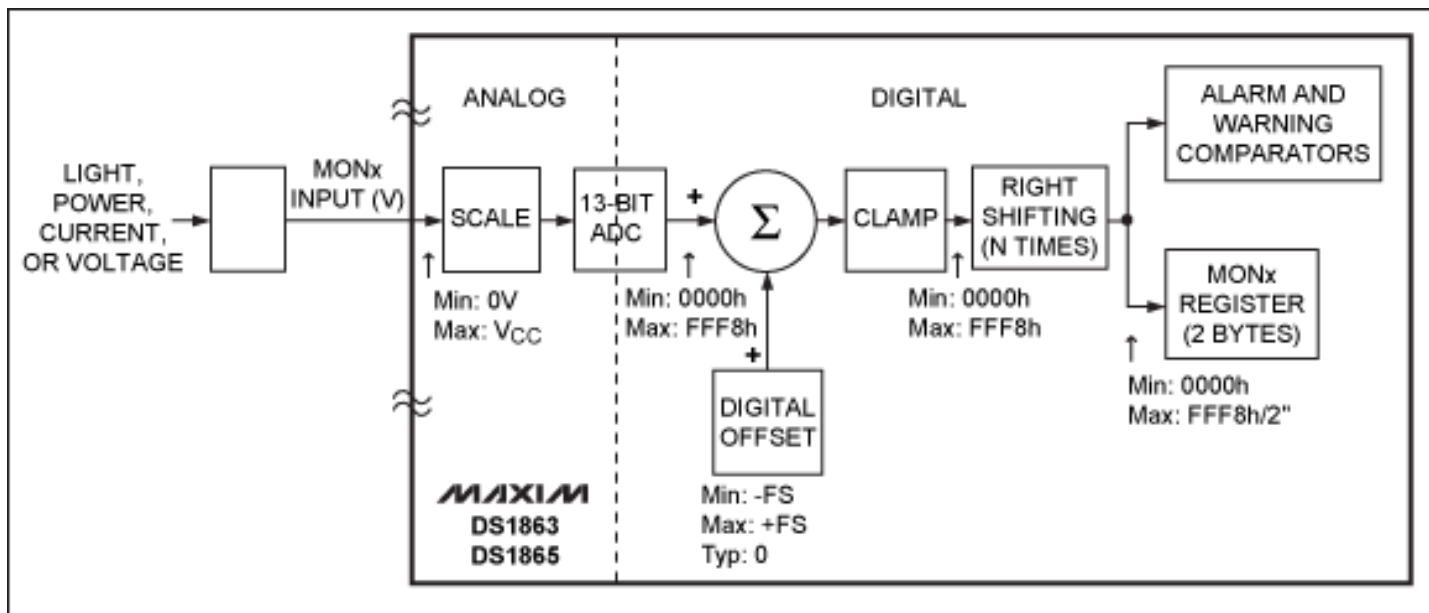 ANALOG
DIGITAL
LIGHT,
POWER,
CURRENT,
OR VOLTAGE
MONx
INPUT (V)
SCALE
13-BIT
ADC
+
Σ
CLAMP
RIGHT
SHIFTING
(N TIMES)
ALARM AND
WARNING
COMPARATORS
MONx
REGISTER
(2 BYTES)
↑
Min: 0V
Max: VCC
↑
Min: 0000h
Max: FFF8h
+
↑
Min: 0000h
Max: FFF8h
↑
Min: 0000h
Max: FFF8h/2"
DIGITAL
OFFSET
Min: -FS
Max: +FS
Typ: 0
MAXIM
DS1863
DS1865